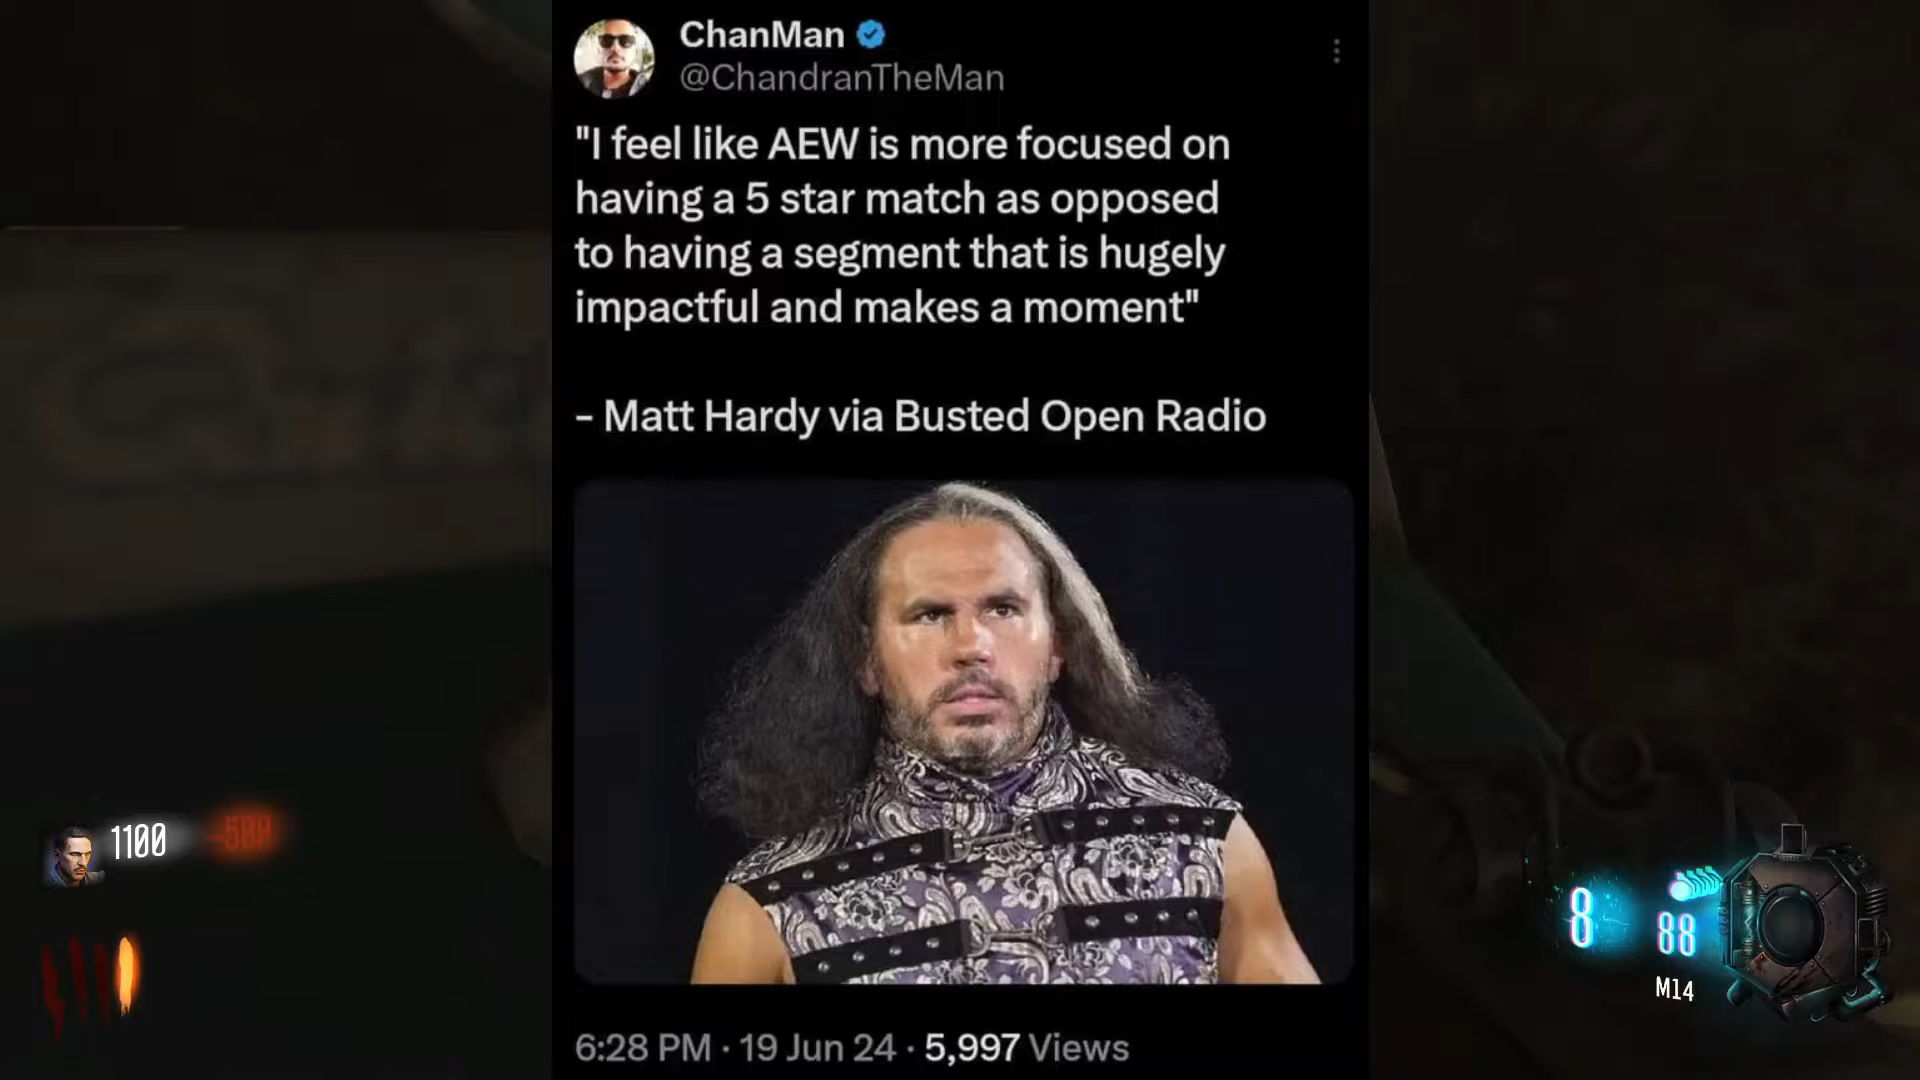 ChanMan
@ChandranTheMan
"I feel like AEW is more focused on
having a 5 star match as opposed
to having a segment that is hugely
impactful and makes a moment"
- Matt Hardy via Busted Open Radio
1100
-500
8
88
M14
6:28 PM · 19 Jun 24 · 5,997 Views